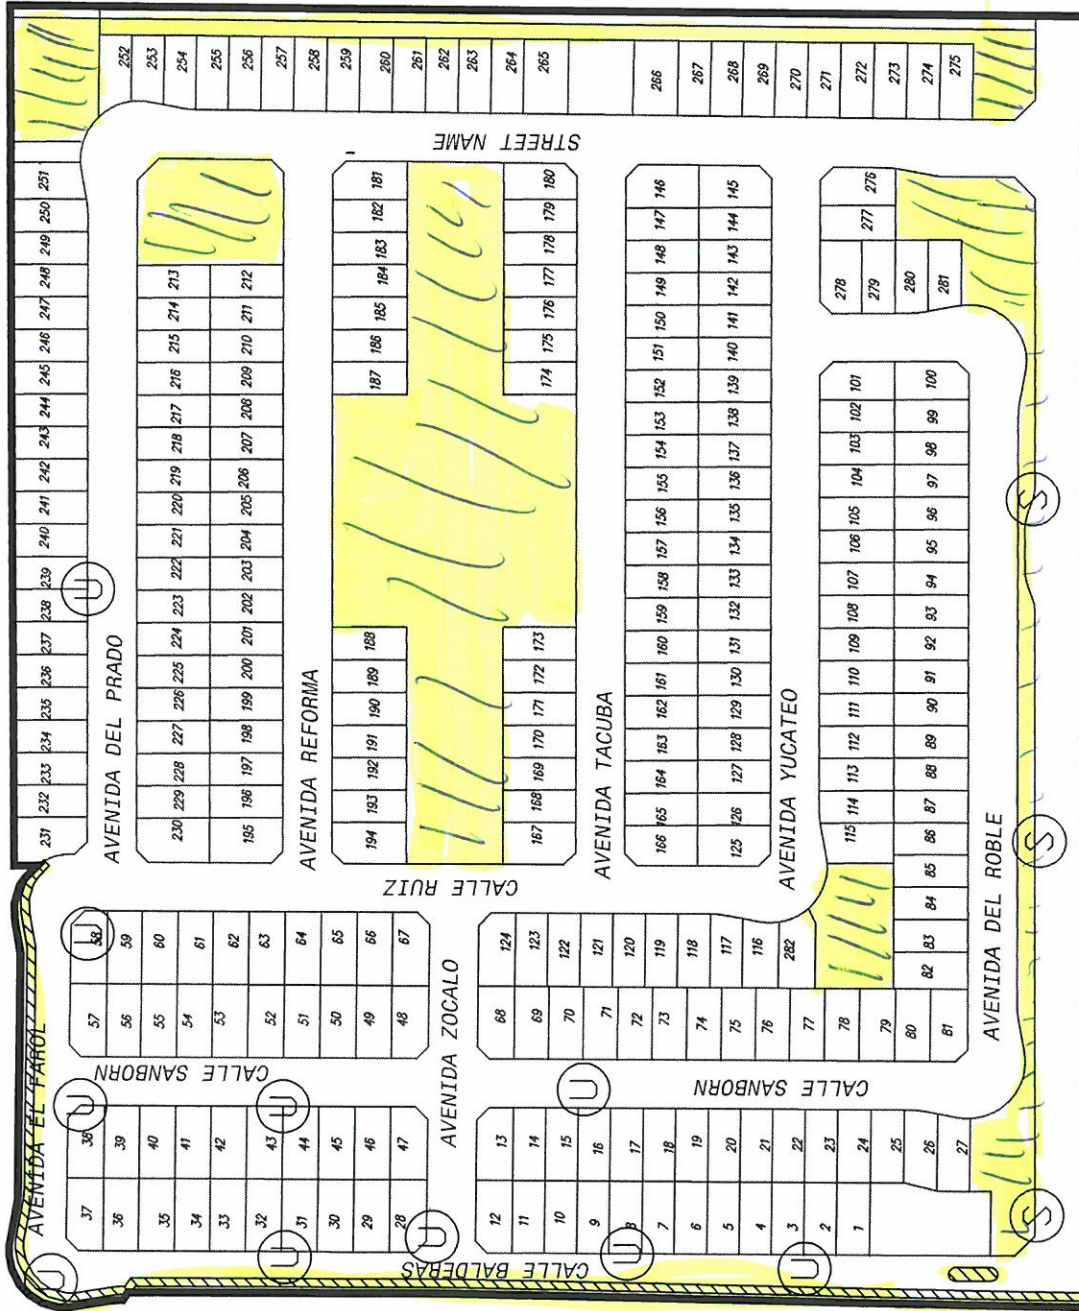 252 253 254 255 256 257 258 259 260 261 262 263 264 265 266 267 268 269 270 271 272 273 274 275
STREET NAME
231 232 233 234 235 236 237 238 239 240 241 242 243 244 245 246 247 248 249 250 251
U
AVENIDA DEL PRADO
230 229 228 227 226 225 224 223 222 221 220 219 218 217 216 215 214 213
195 196 197 198 199 200 201 202 203 204 205 206 207 208 209 210 211 212
AVENIDA REFORMA
194 193 192 191 190 189 188 187 186 185 184 183 182 181
167 168 169 170 171 172 173 174 175 176 177 178 179 180
AVENIDA TACUBA
166 165 164 163 162 161 160 159 158 157 156 155 154 153 152 151 150 149 148 147 146
125 126 127 128 129 130 131 132 133 134 135 136 137 138 139 140 141 142 143 144 145
AVENIDA YUCATEO
115 114 113 112 111 110 109 108 107 106 105 104 103 102 101
82 83 84 85 86 87 88 89 90 91 92 93 94 95 96 97 98 99 100
278 279 280 281
277 276
AVENIDA DEL ROBLE
S
S
S
CALLE RUIZ
U
58 59 60 61 62 63 64 65 66 67
57 56 55 54 53 52 51 50 49 48
124 123 122 121 120 119 118 117 116 282
68 69 70 71 72 73 74 75 76 77 78 79 80 81
AVENIDA EL FAROL
AVENIDA ZOCALO
CALLE SANBORN
CALLE SANBORN
U
U
U
38 39 40 41 42 43 44 45 46 47
37 36 35 34 33 32 31 30 29 28
13 14 15 16 17 18 19 20 21 22 23 24 25 26 27
12 11 10 9 8 7 6 5 4 3 2 1
CALLE BALDERAS
U
U
U
U
U